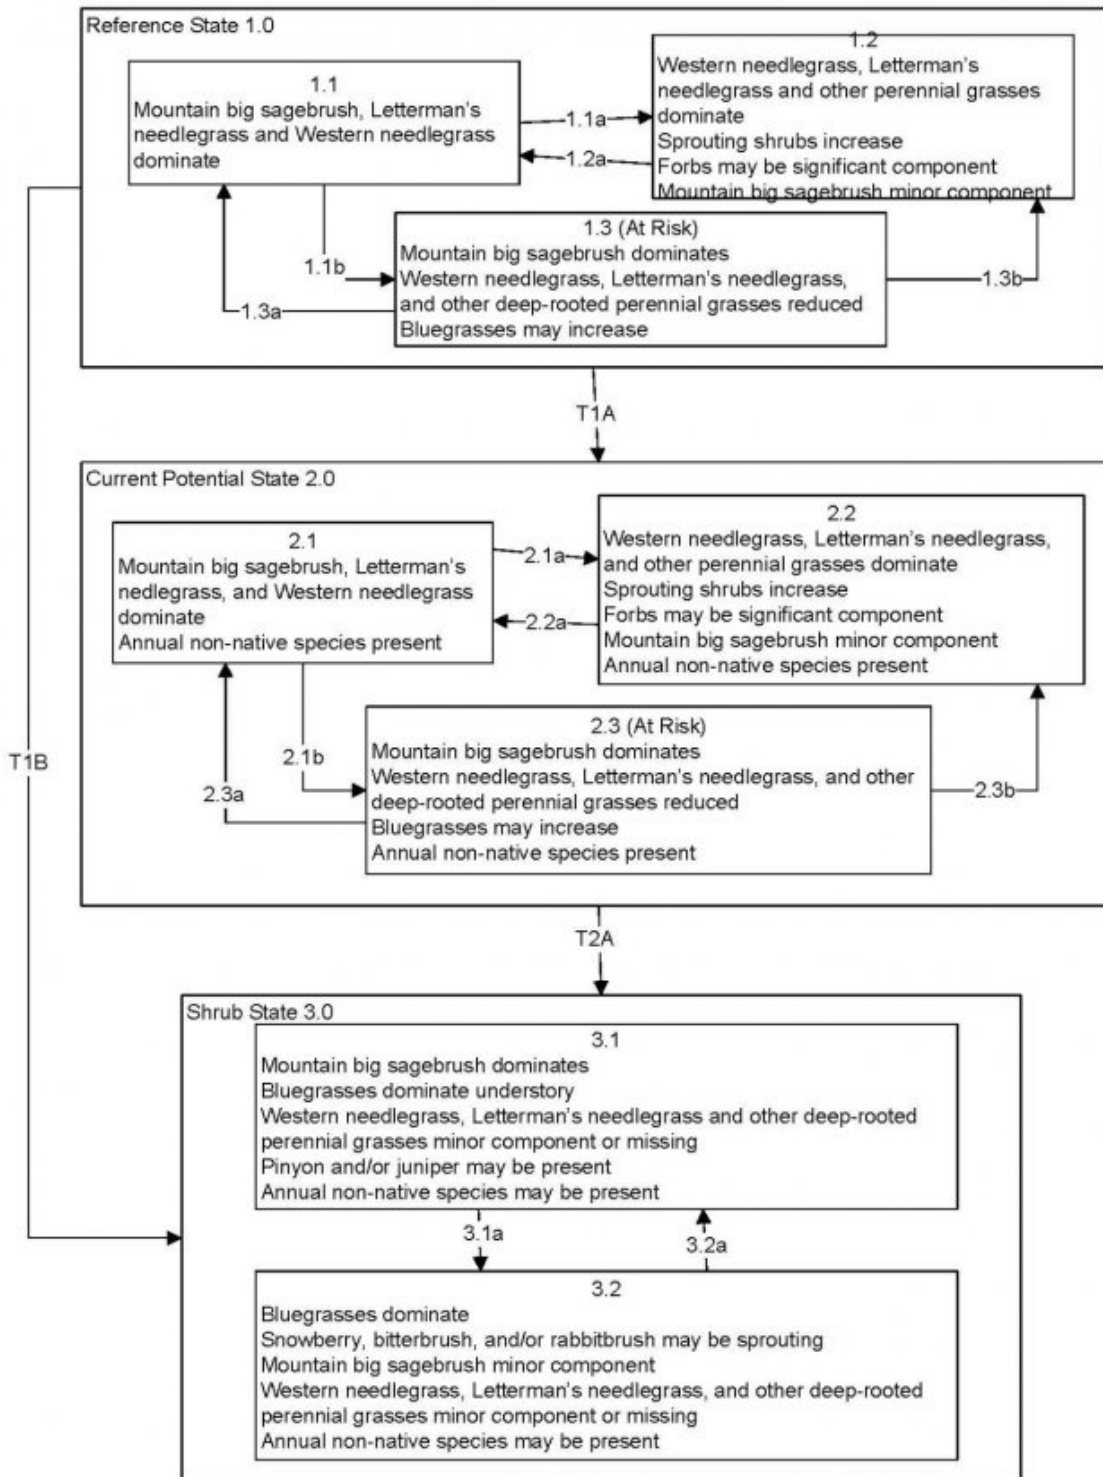 Reference State 1.0
1.1
Mountain big sagebrush, Letterman's
needlegrass and Western needlegrass
dominate
1.2
Western needlegrass, Letterman's
needlegrass and other perennial grasses
dominate
Sprouting shrubs increase
Forbs may be significant component
Mountain big sagebrush minor component
1.1a
1.2a
1.3 (At Risk)
Mountain big sagebrush dominates
Western needlegrass, Letterman's needlegrass,
and other deep-rooted perennial grasses reduced
Bluegrasses may increase
1.1b
1.3a
1.3b
T1A
Current Potential State 2.0
2.1
Mountain big sagebrush, Letterman's
nedlegrass, and Western needlegrass
dominate
Annual non-native species present
2.2
Western needlegrass, Letterman's needlegrass,
and other perennial grasses dominate
Sprouting shrubs increase
Forbs may be significant component
Mountain big sagebrush minor component
Annual non-native species present
2.1a
2.2a
2.3 (At Risk)
Mountain big sagebrush dominates
Western needlegrass, Letterman's needlegrass, and other
deep-rooted perennial grasses reduced
Bluegrasses may increase
Annual non-native species present
2.1b
2.3a
2.3b
T1B
T2A
Shrub State 3.0
3.1
Mountain big sagebrush dominates
Bluegrasses dominate understory
Western needlegrass, Letterman's needlegrass and other deep-rooted
perennial grasses minor component or missing
Pinyon and/or juniper may be present
Annual non-native species may be present
3.1a
3.2a
3.2
Bluegrasses dominate
Snowberry, bitterbrush, and/or rabbitbrush may be sprouting
Mountain big sagebrush minor component
Western needlegrass, Letterman's needlegrass, and other deep-rooted
perennial grasses minor component or missing
Annual non-native species may be present